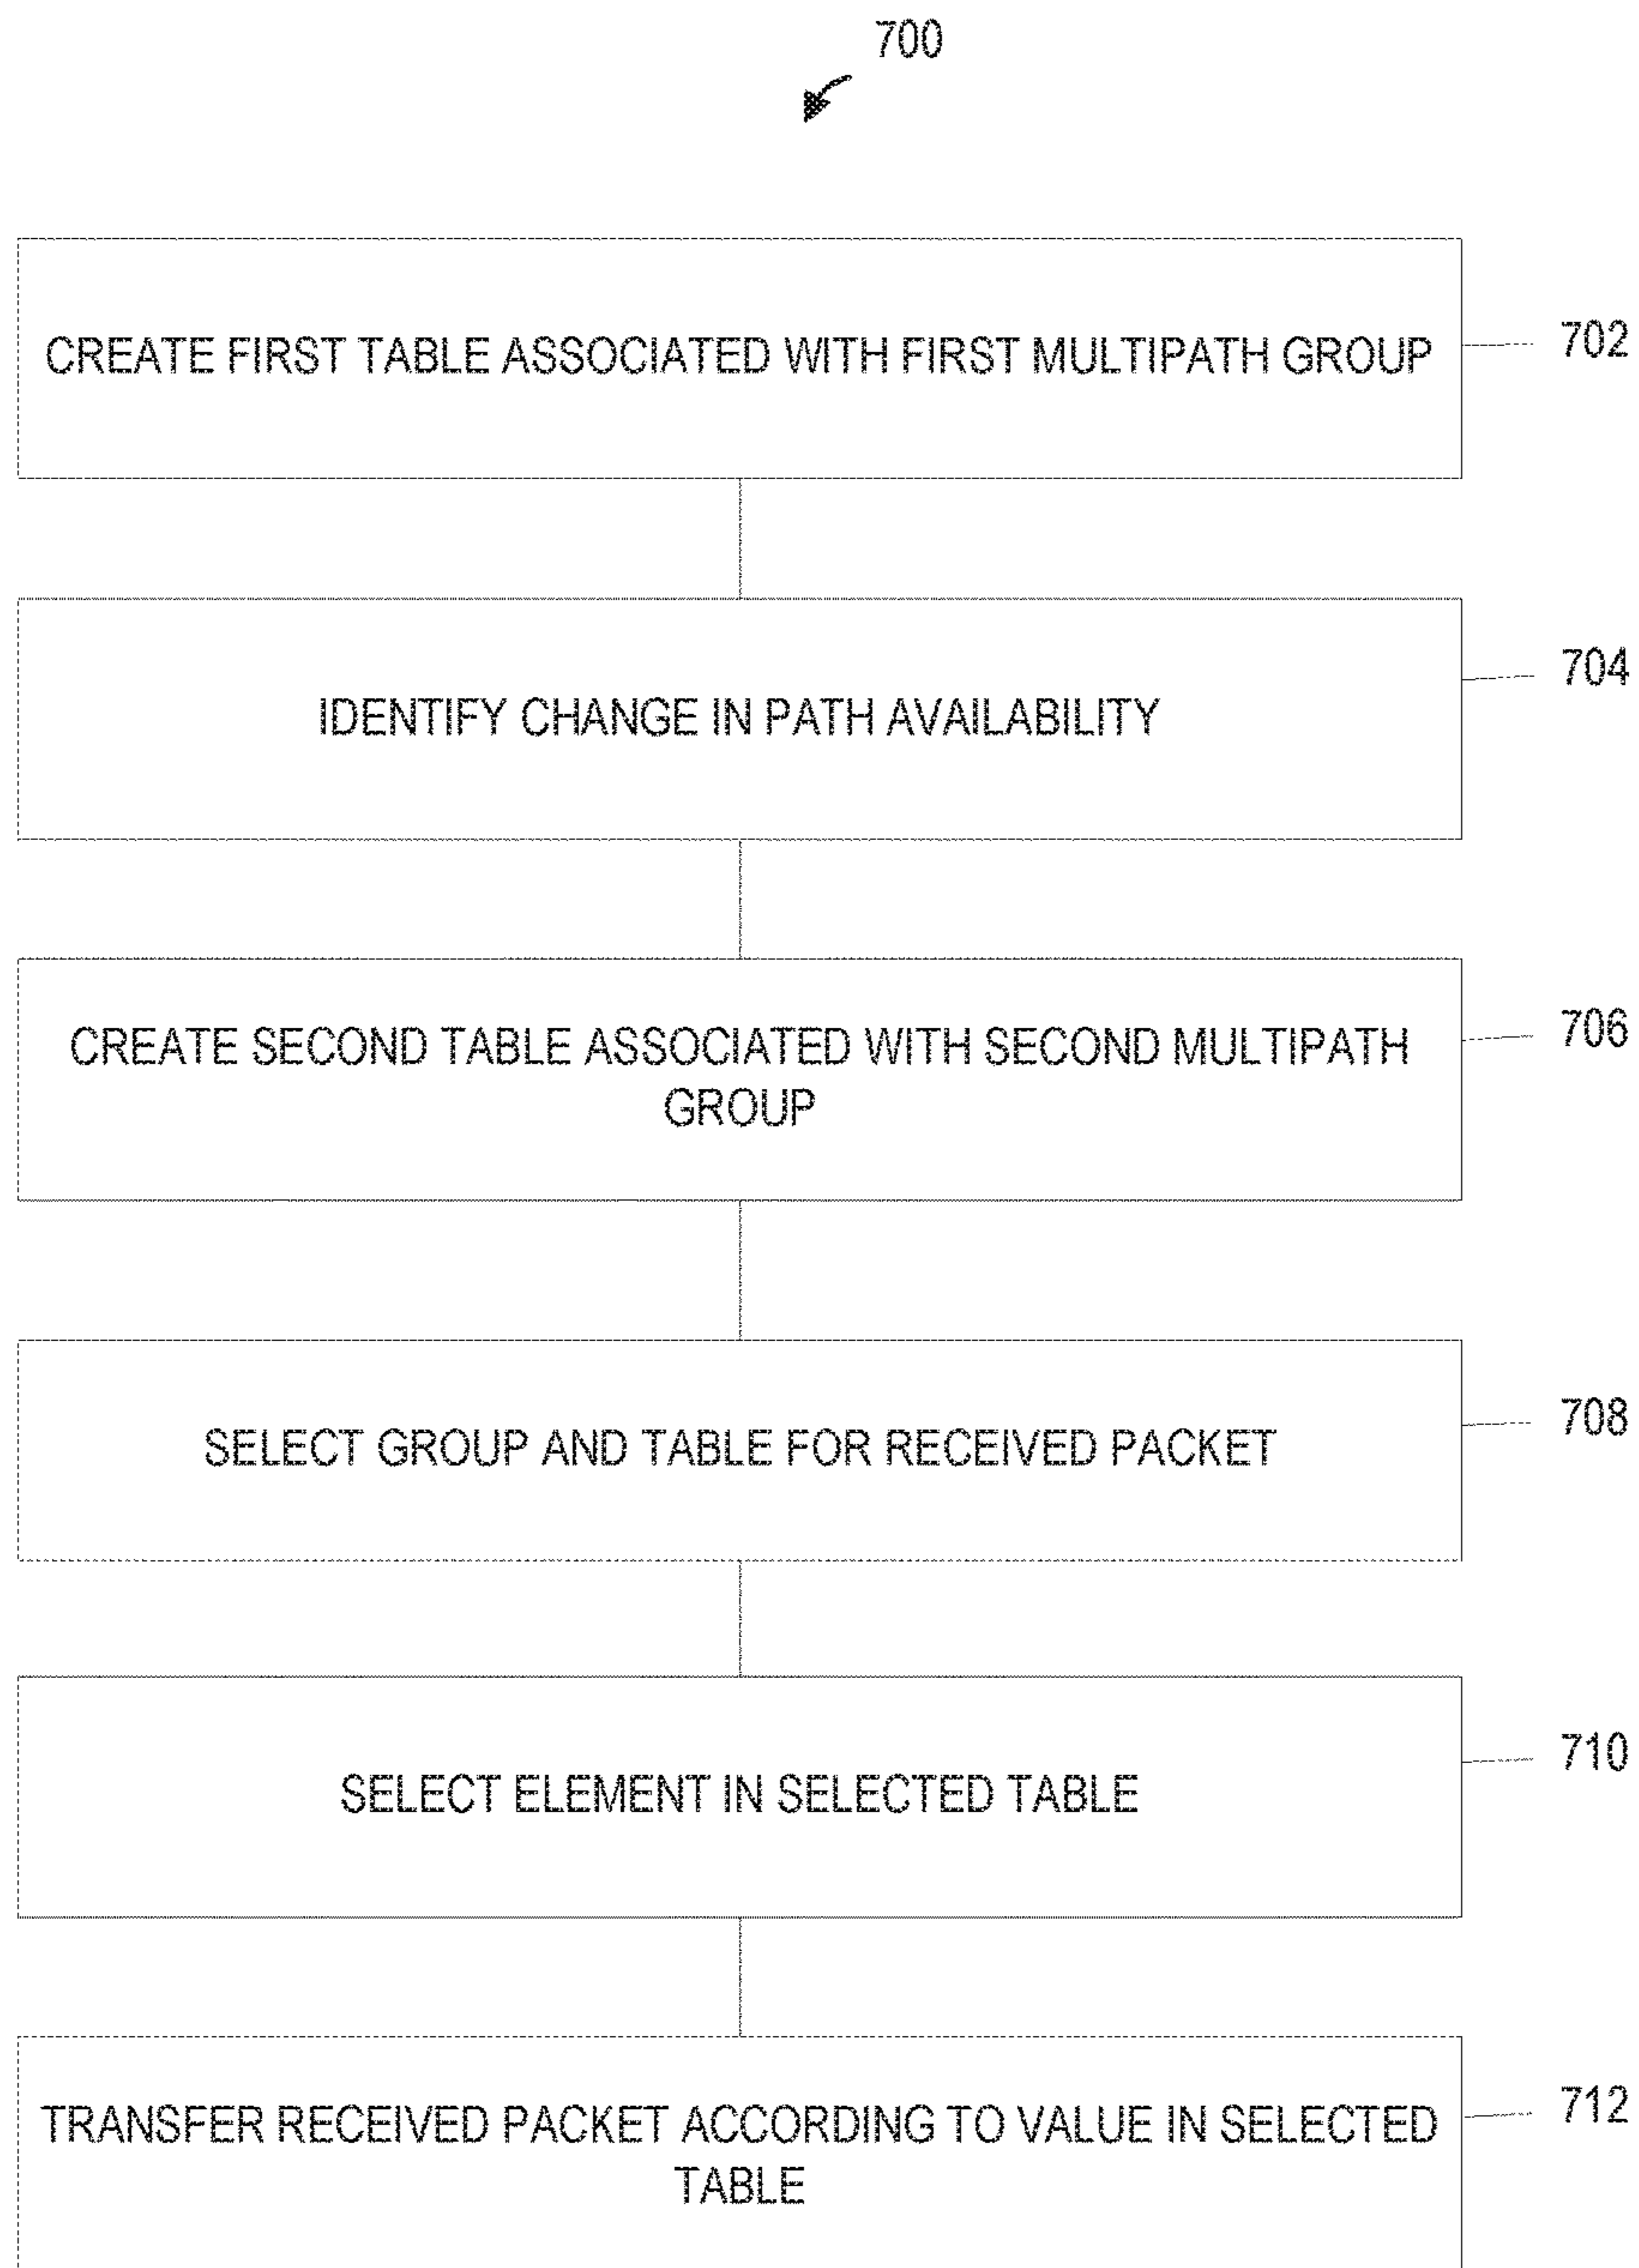 700
CREATE FIRST TABLE ASSOCIATED WITH FIRST MULTIPATH GROUP
702
IDENTIFY CHANGE IN PATH AVAILABILITY
704
CREATE SECOND TABLE ASSOCIATED WITH SECOND MULTIPATH
GROUP
706
SELECT GROUP AND TABLE FOR RECEIVED PACKET
708
SELECT ELEMENT IN SELECTED TABLE
710
TRANSFER RECEIVED PACKET ACCORDING TO VALUE IN SELECTED
TABLE
712